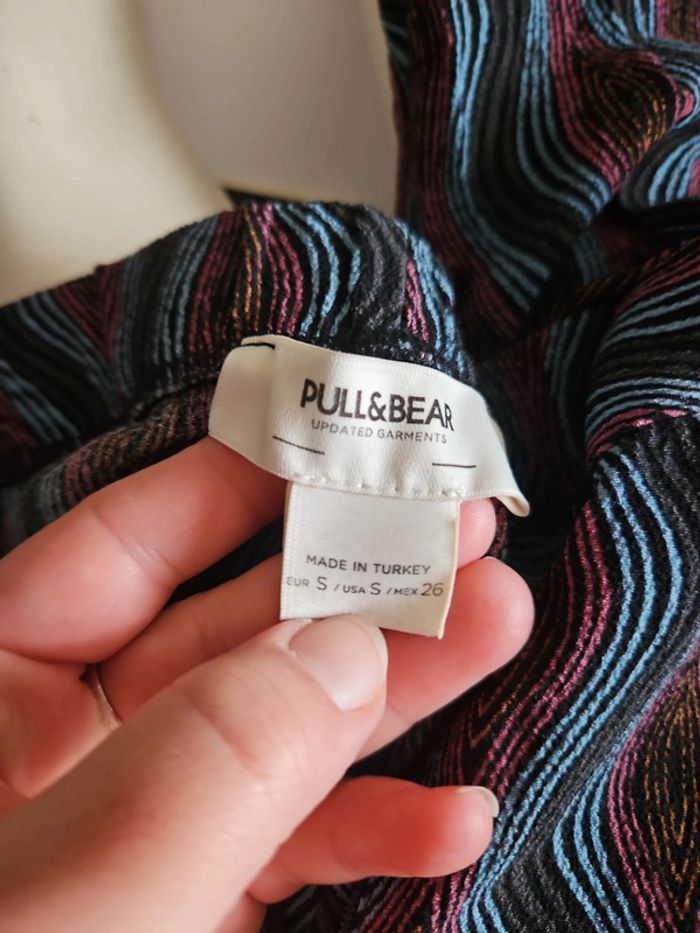 PULL&BEAR
UPDATED GARMENTS
MADE IN TURKEY
EUR S / USA S / MEX 26